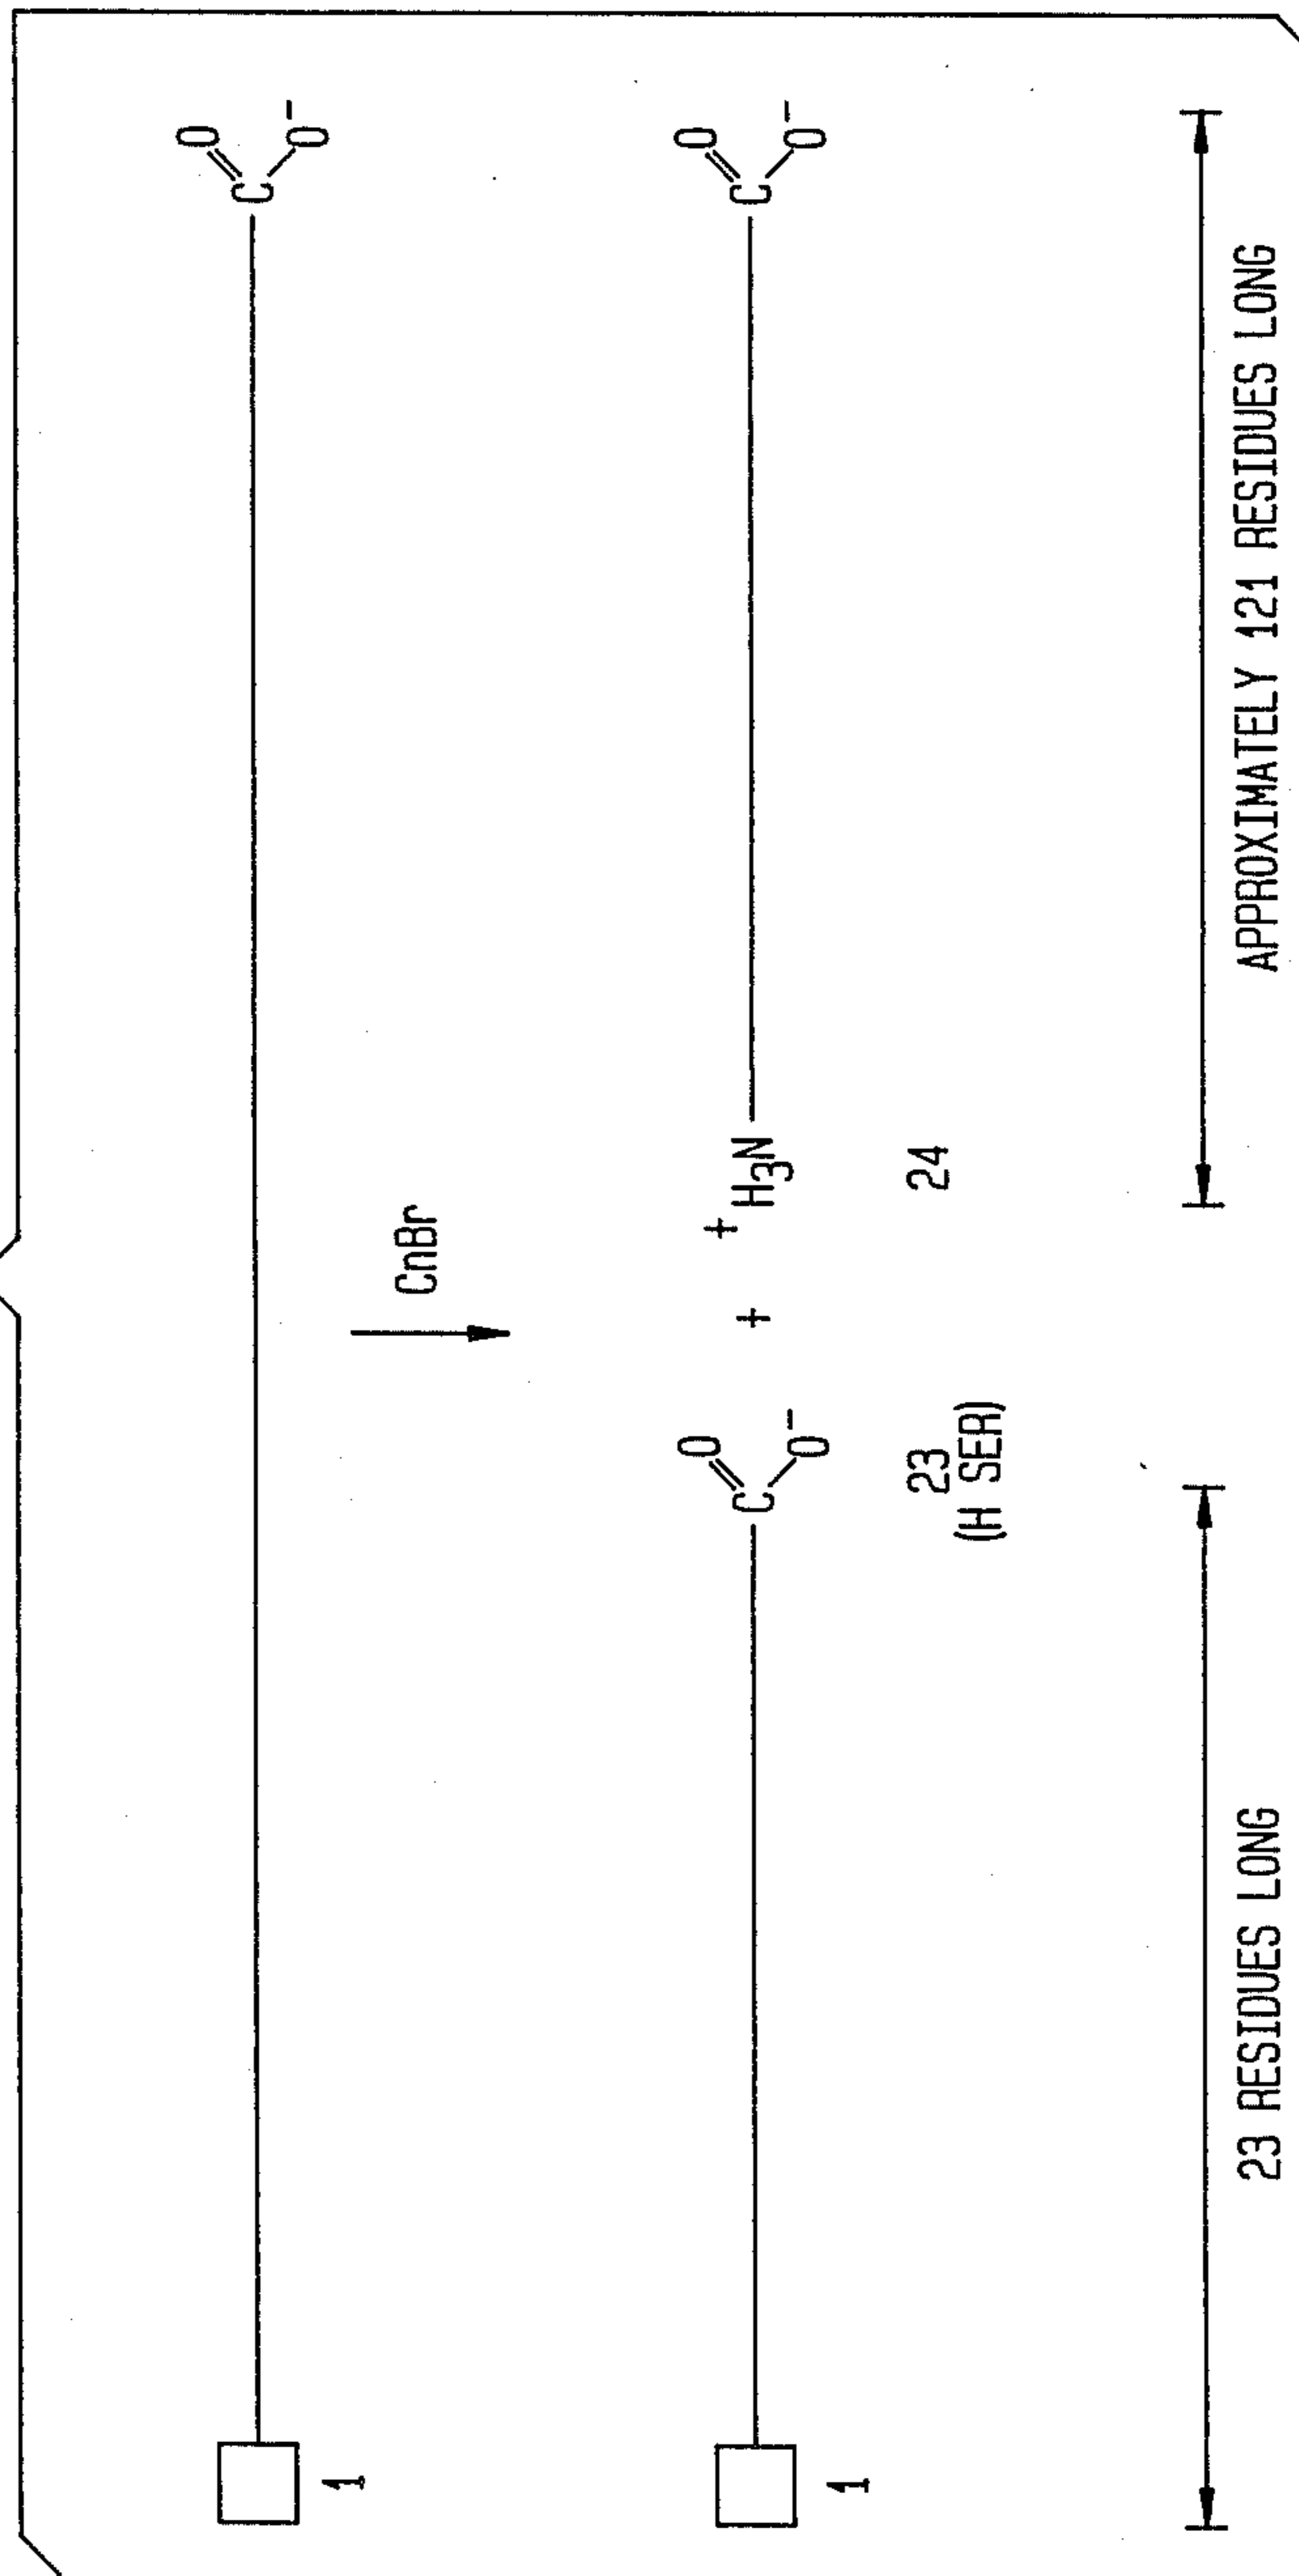 C
O
O⁻
1
CnBr
1
C
O
O⁻
+
⁺H₃N
C
O
O⁻
23
(H SER)
24
23 RESIDUES LONG
APPROXIMATELY 121 RESIDUES LONG